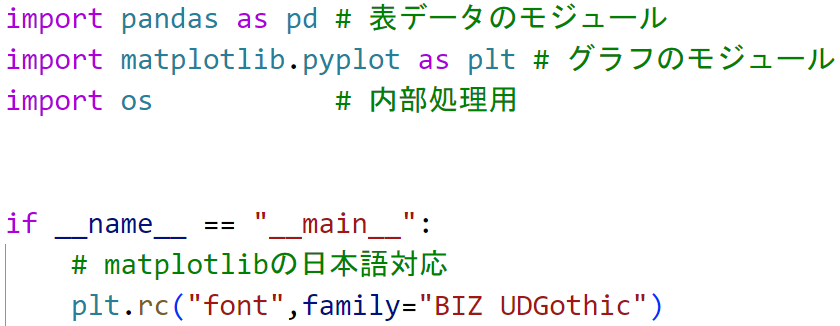 import pandas as pd # 表データのモジュール
import matplotlib.pyplot as plt # グラフのモジュール
import os # 内部処理用
if __name__ == "__main__":
# matplotlibの日本語対応
plt.rc("font",family="BIZ UDGothic")